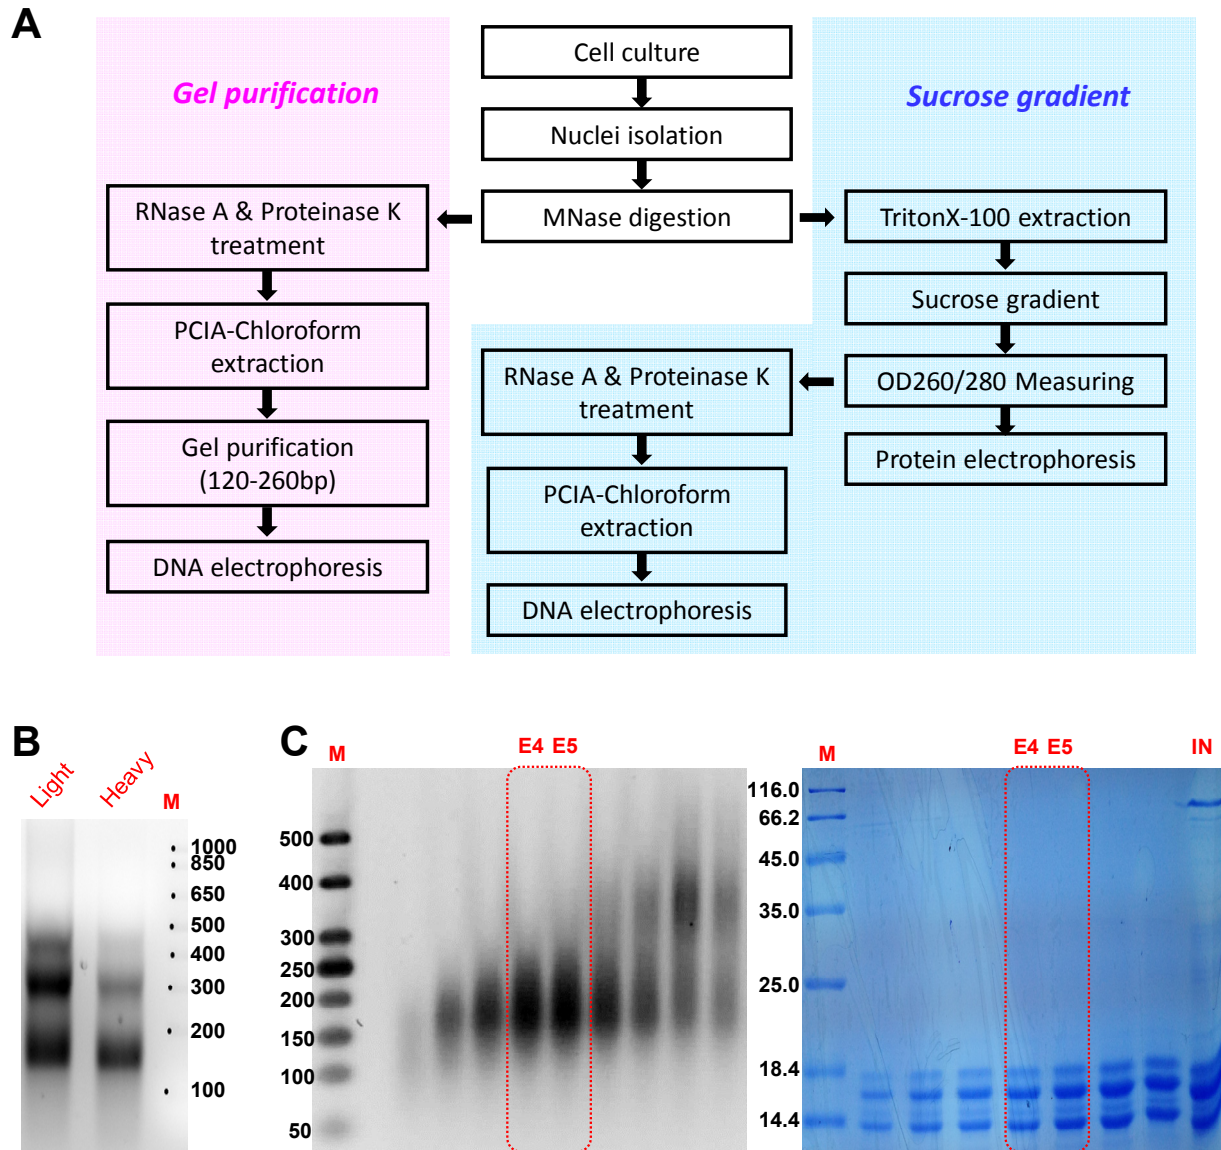 A
Gel purification
Sucrose gradient
Cell culture
Nuclei isolation
MNase digestion
RNase A & Proteinase K
treatment
PCIA-Chloroform
extraction
Gel purification
(120-260bp)
DNA electrophoresis
TritonX-100 extraction
Sucrose gradient
OD260/280 Measuring
Protein electrophoresis
RNase A & Proteinase K
treatment
PCIA-Chloroform
extraction
DNA electrophoresis
B
Light
Heavy
M
1000
850
650
500
400
300
200
100
C
M
E4 E5
500
400
300
250
200
150
100
50
M
E4 E5
IN
116.0
66.2
45.0
35.0
25.0
18.4
14.4